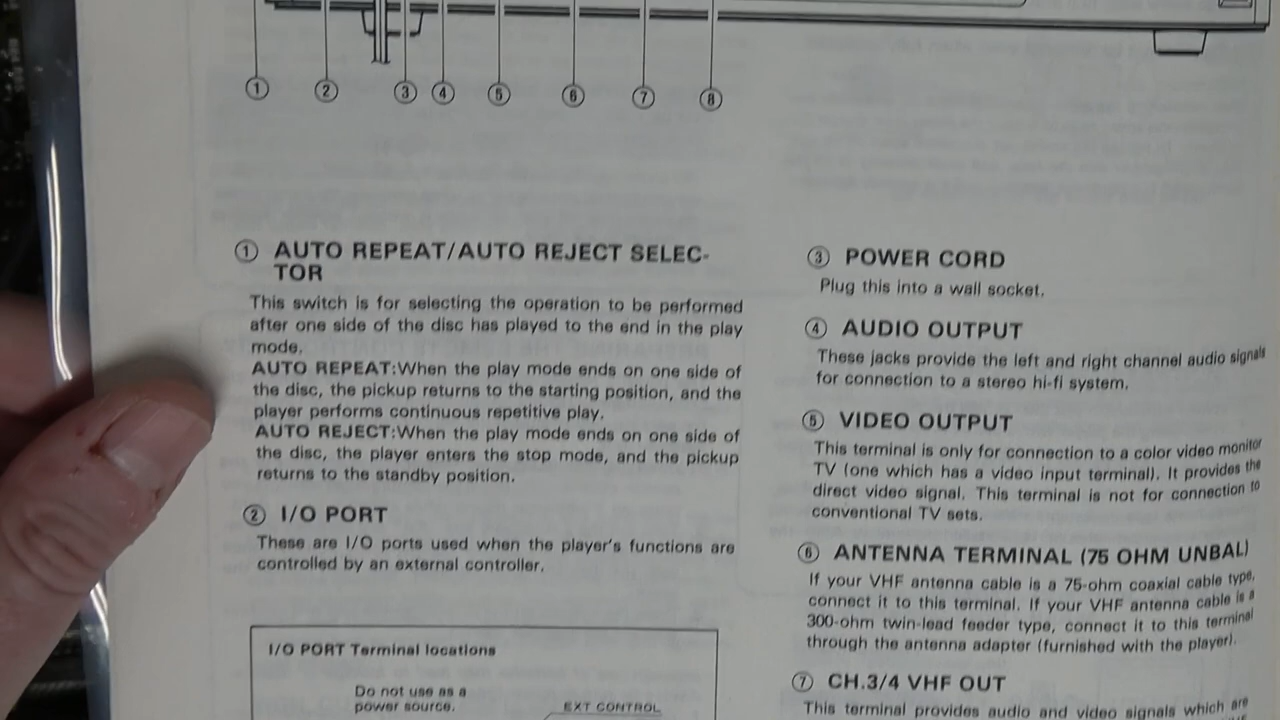 ① ② ③ ④ ⑤ ⑥ ⑦ ⑧
① AUTO REPEAT/AUTO REJECT SELEC-
TOR
This switch is for selecting the operation to be performed
after one side of the disc has played to the end in the play
mode.
AUTO REPEAT:When the play mode ends on one side of
the disc, the pickup returns to the starting position, and the
player performs continuous repetitive play.
AUTO REJECT:When the play mode ends on one side of
the disc, the player enters the stop mode, and the pickup
returns to the standby position.
② I/O PORT
These are I/O ports used when the player's functions are
controlled by an external controller.
I/O PORT Terminal locations
Do not use as a
power source.
EXT CONTROL
③ POWER CORD
Plug this into a wall socket.
④ AUDIO OUTPUT
These jacks provide the left and right channel audio signals
for connection to a stereo hi-fi system.
⑤ VIDEO OUTPUT
This terminal is only for connection to a color video monitor
TV (one which has a video input terminal). It provides the
direct video signal. This terminal is not for connection to
conventional TV sets.
⑥ ANTENNA TERMINAL (75 OHM UNBAL)
If your VHF antenna cable is a 75-ohm coaxial cable type,
connect it to this terminal. If your VHF antenna cable is a
300-ohm twin-lead feeder type, connect it to this terminal
through the antenna adapter (furnished with the player).
⑦ CH.3/4 VHF OUT
This terminal provides audio and video signals which are